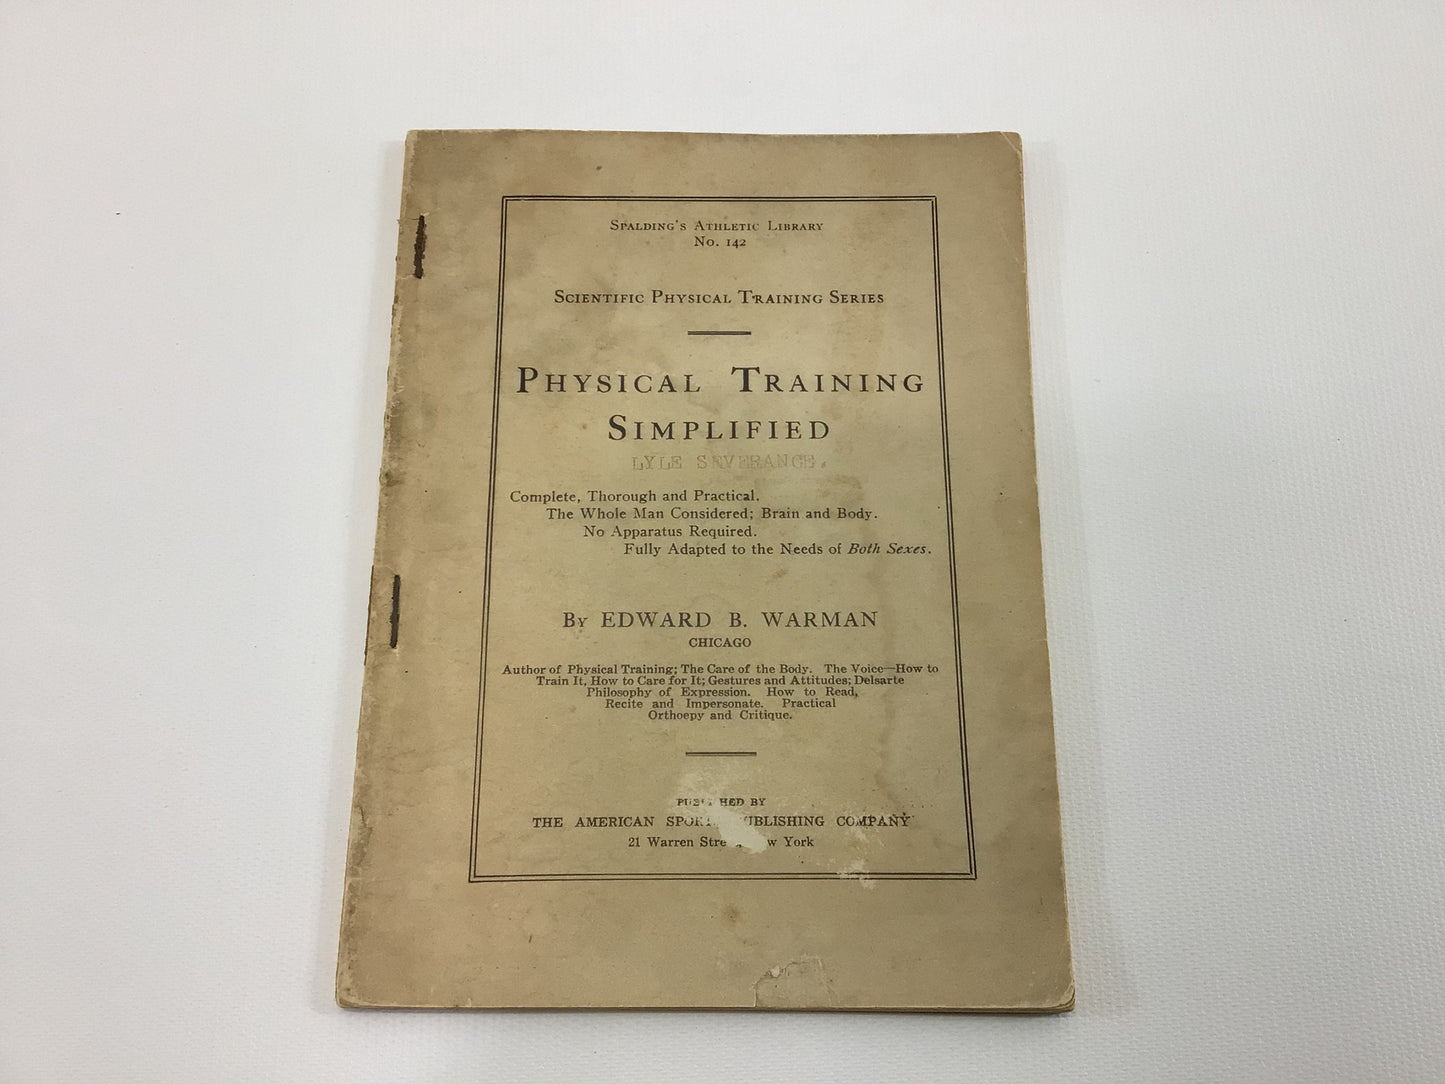 Spalding's Athletic Library
No. 142
Scientific Physical Training Series
Physical Training
Simplified
LYLE SEVERANCE.
Complete, Thorough and Practical.
The Whole Man Considered; Brain and Body.
No Apparatus Required.
Fully Adapted to the Needs of Both Sexes.
By EDWARD B. WARMAN
CHICAGO
Author of Physical Training; The Care of the Body. The Voice—How to
Train It, How to Care for It; Gestures and Attitudes; Delsarte
Philosophy of Expression. How to Read,
Recite and Impersonate. Practical
Orthoepy and Critique.
BY
THE AMERICAN COMPANY
21 Warren York